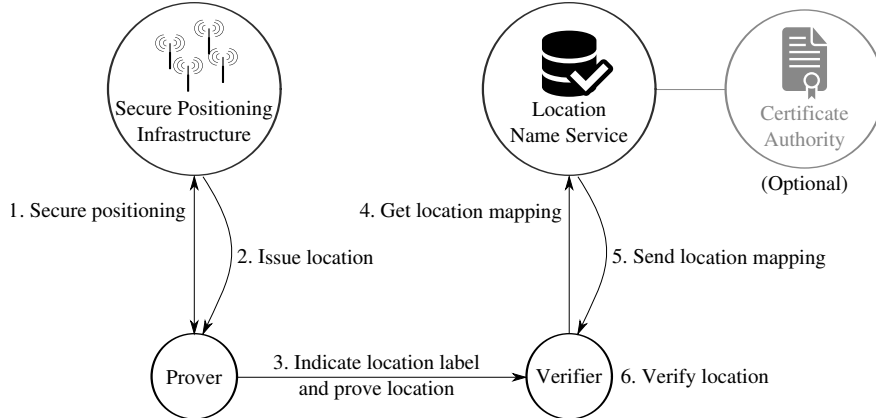 Secure Positioning
Infrastructure
Location
Name Service
Certificate
Authority
(Optional)
1. Secure positioning
4. Get location mapping
2. Issue location
5. Send location mapping
Prover
3. Indicate location label
and prove location
Verifier
6. Verify location